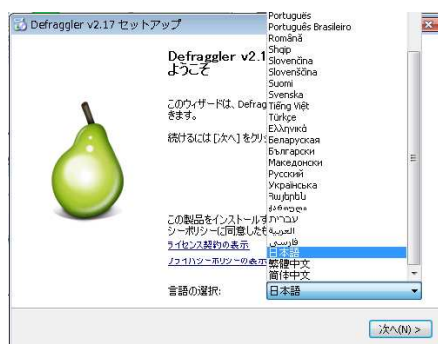 Defraggler v2.17 セットアップ
Defraggler v2.1
ようこそ
このウィザードは、Defrag
きます。
続けるには [次へ] をクリ
この製品をインストールす
シーポリシーに同意したも
ライセンス契約の表示
プライバシーポリシーの表示
言語の選択:
Português
Português Brasileiro
Română
Shqip
Slovenčina
Slovenščina
Suomi
Svenska
Tiếng Việt
Türkçe
Ελληνικά
Беларуская
Български
Македонски
Русский
Українська
Հայերեն
ქართული
עברית
العربية
فارسی
日本語
繁體中文
简体中文
日本語
次へ(N) >